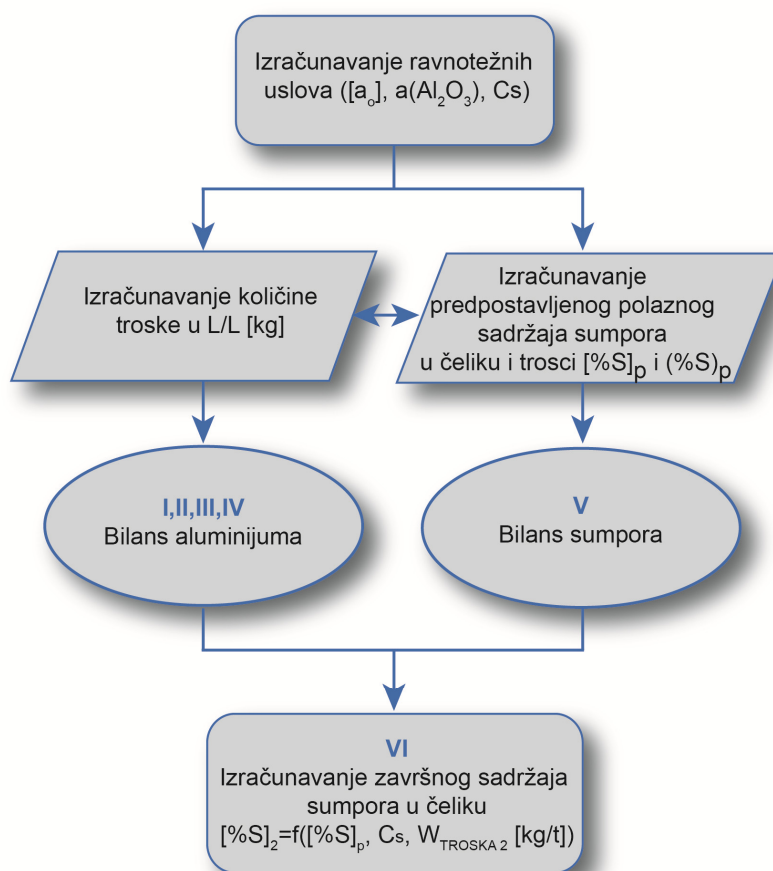 Izračunavanje ravnotežnih
uslova ([aₒ], a(Al₂O₃), Cs)
Izračunavanje količine
troske u L/L [kg]
Izračunavanje
predpostavljenog polaznog
sadržaja sumpora
u čeliku i trosci [%S]ₚ i (%S)ₚ
I,II,III,IV
Bilans aluminijuma
V
Bilans sumpora
VI
Izračunavanje završnog sadržaja
sumpora u čeliku
[%S]₂=f([%S]ₚ, Cs, W_TROSKA 2 [kg/t])